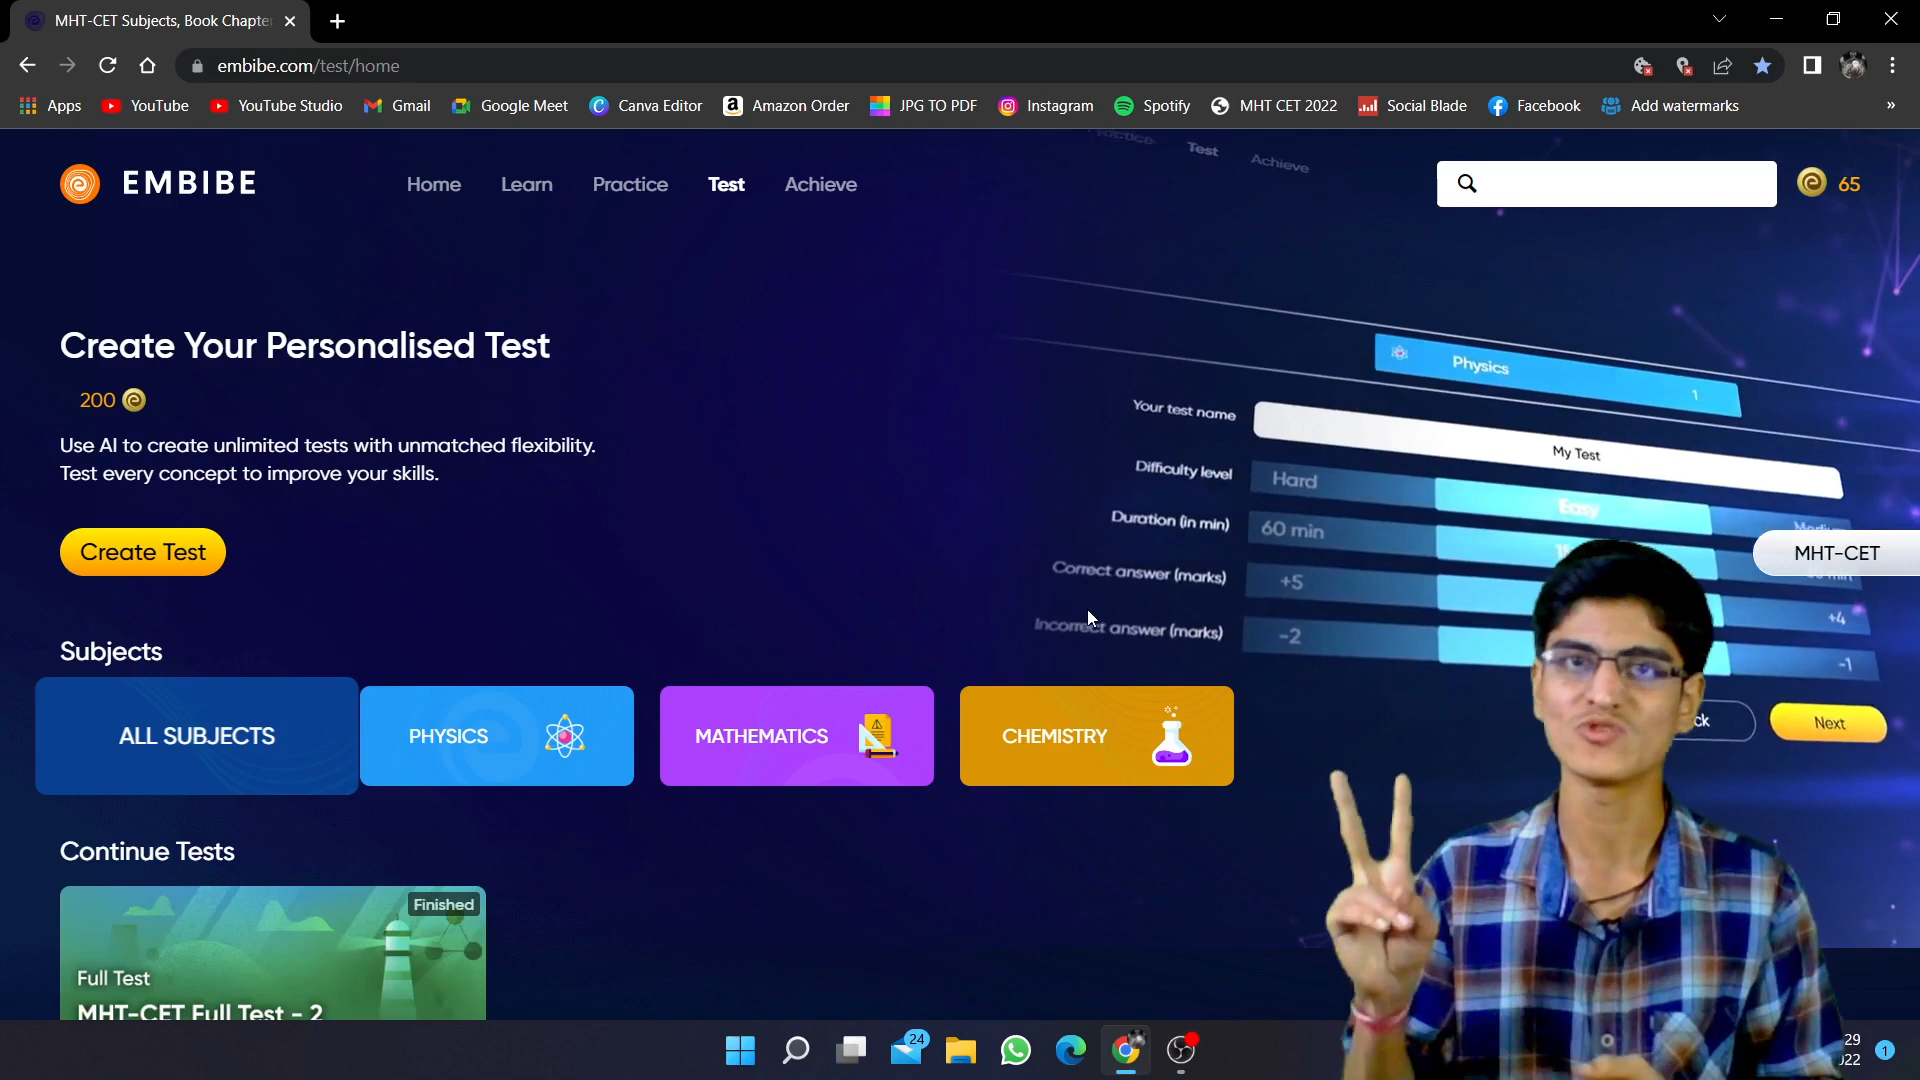 MHT-CET Subjects, Book Chapter
embibe.com/test/home
Apps YouTube YouTube Studio Gmail Google Meet Canva Editor Amazon Order JPG TO PDF Instagram Spotify MHT CET 2022 Social Blade Facebook Add watermarks »
Test Achieve
EMBIBE
Home Learn Practice Test Achieve
65
Create Your Personalised Test
200
Use AI to create unlimited tests with unmatched flexibility.
Test every concept to improve your skills.
Create Test
Physics 1
Your test name My Test
Difficulty level Hard Easy
Duration (in min) 60 min
Correct answer (marks) +5 +4
Incorrect answer (marks) -2 -1
MHT-CET
Next
Subjects
ALL SUBJECTS
PHYSICS
MATHEMATICS
CHEMISTRY
Continue Tests
Finished
Full Test
MHT-CET Full Test - 2
24
29
1